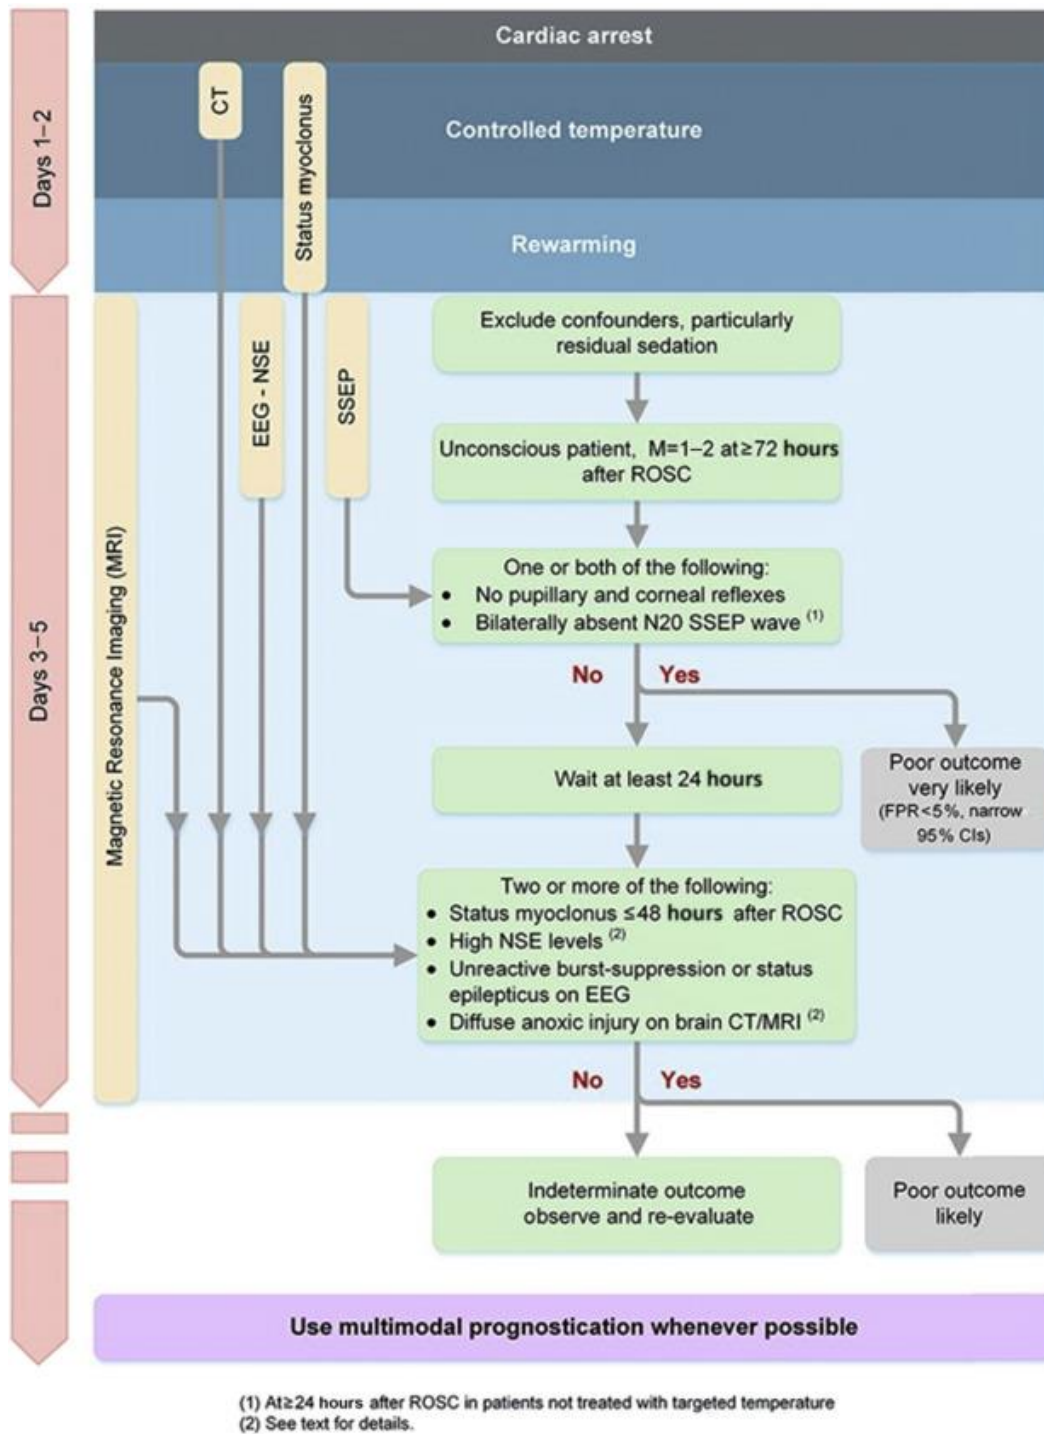 Cardiac arrest
CT
Status myoclonus
Controlled temperature
Days 1–2
Rewarming
Exclude confounders, particularly
residual sedation
EEG - NSE
SSEP
Unconscious patient, M=1–2 at≥72 hours
after ROSC
Magnetic Resonance Imaging (MRI)
One or both of the following:
• No pupillary and corneal reflexes
• Bilaterally absent N20 SSEP wave (1)
Days 3–5
No Yes
Wait at least 24 hours
Poor outcome
very likely
(FPR<5%, narrow
95% CIs)
Two or more of the following:
• Status myoclonus ≤48 hours after ROSC
• High NSE levels (2)
• Unreactive burst-suppression or status
epilepticus on EEG
• Diffuse anoxic injury on brain CT/MRI (2)
No Yes
Indeterminate outcome
observe and re-evaluate
Poor outcome
likely
Use multimodal prognostication whenever possible
(1) At≥24 hours after ROSC in patients not treated with targeted temperature
(2) See text for details.